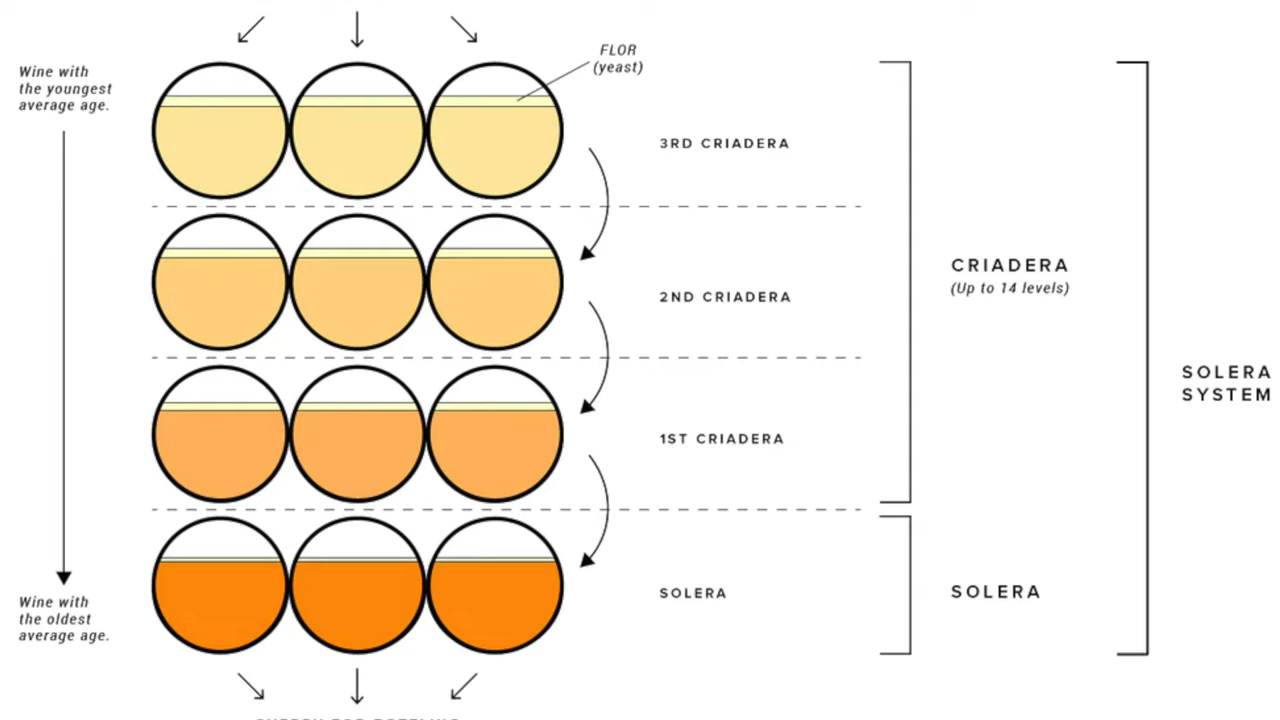 FLOR
(yeast)
Wine with
the youngest
average age.
3RD CRIADERA
2ND CRIADERA
CRIADERA
(Up to 14 levels)
SOLERA
SYSTEM
1ST CRIADERA
SOLERA
SOLERA
Wine with
the oldest
average age.